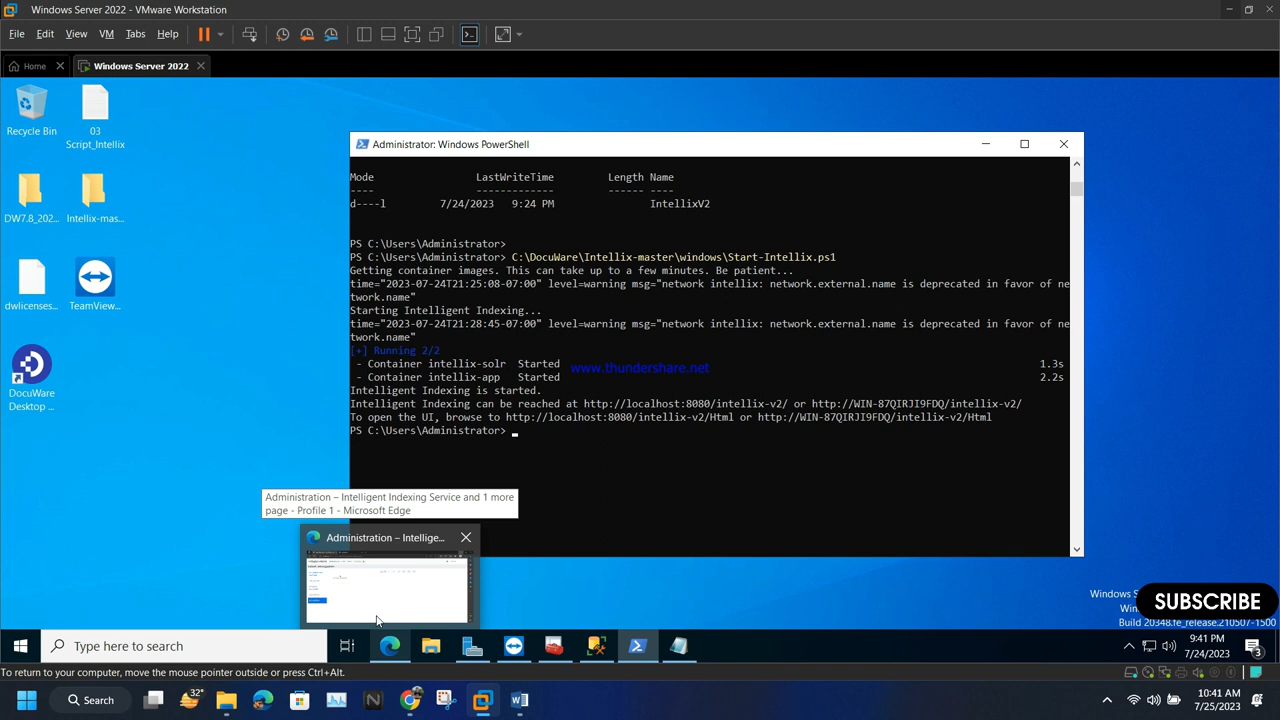 Windows Server 2022 - VMware Workstation
File Edit View VM Tabs Help
Home
Windows Server 2022
Recycle Bin
03
Script_Intellix
DW7.8_202...
Intellix-mas...
dwlicenses...
TeamView...
DocuWare
Desktop ...
Administrator: Windows PowerShell
Mode LastWriteTime Length Name
---- ------------- ------ ----
d----l 7/24/2023 9:24 PM IntellixV2
PS C:\Users\Administrator>
PS C:\Users\Administrator> C:\DocuWare\Intellix-master\windows\Start-Intellix.ps1
Getting container images. This can take up to a few minutes. Be patient...
time="2023-07-24T21:25:08-07:00" level=warning msg="network intellix: network.external.name is deprecated in favor of ne
twork.name"
Starting Intelligent Indexing...
time="2023-07-24T21:28:45-07:00" level=warning msg="network intellix: network.external.name is deprecated in favor of ne
twork.name"
[+] Running 2/2
- Container intellix-solr Started 1.3s
www.thundershare.net
- Container intellix-app Started 2.2s
Intelligent Indexing is started.
Intelligent Indexing can be reached at http://localhost:8080/intellix-v2/ or http://WIN-87QIRJI9FDQ/intellix-v2/
To open the UI, browse to http://localhost:8080/intellix-v2/Html or http://WIN-87QIRJI9FDQ/intellix-v2/Html
PS C:\Users\Administrator>
Administration – Intelligent Indexing Service and 1 more
page - Profile 1 - Microsoft Edge
Administration – Intellige...
Windows S
Win
SUBSCRIBE
Build 20348.fe_release.210507-1500
Type here to search
9:41 PM
7/24/2023
3
To return to your computer, move the mouse pointer outside or press Ctrl+Alt.
Search
32°
10:41 AM
7/25/2023